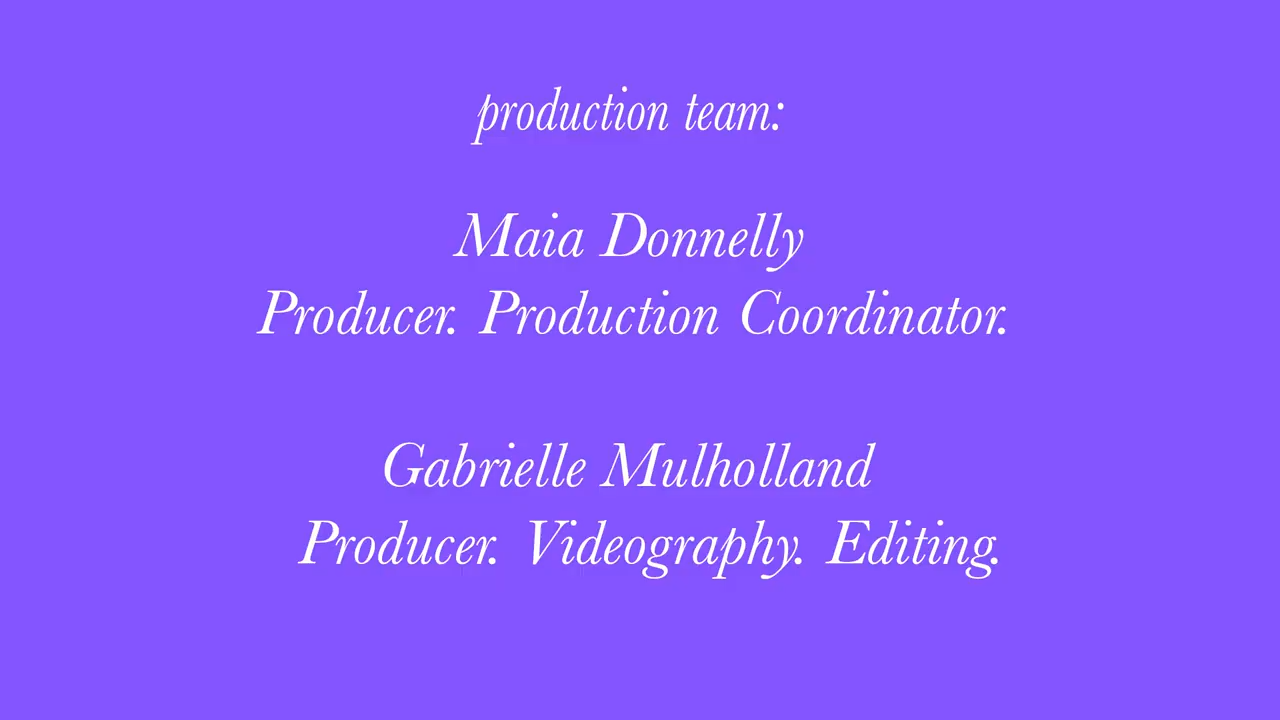 production team:
Maia Donnelly
Producer. Production Coordinator.
Gabrielle Mulholland
Producer. Videography. Editing.